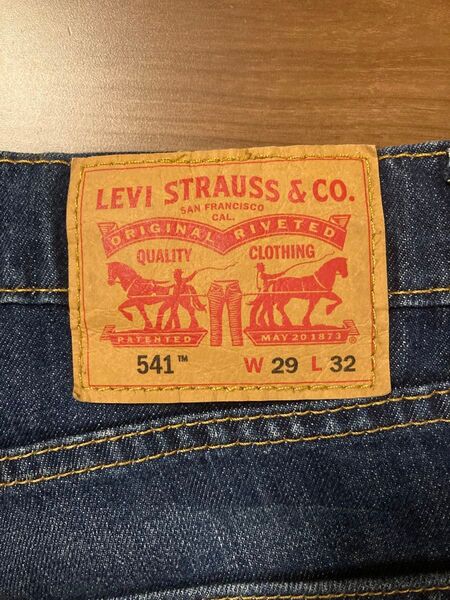 LEVI STRAUSS & CO.
SAN FRANCISCO
CAL.
ORIGINAL RIVETED
QUALITY CLOTHING
PATENTED MAY 20 1873 ®
541™ W 29 L 32